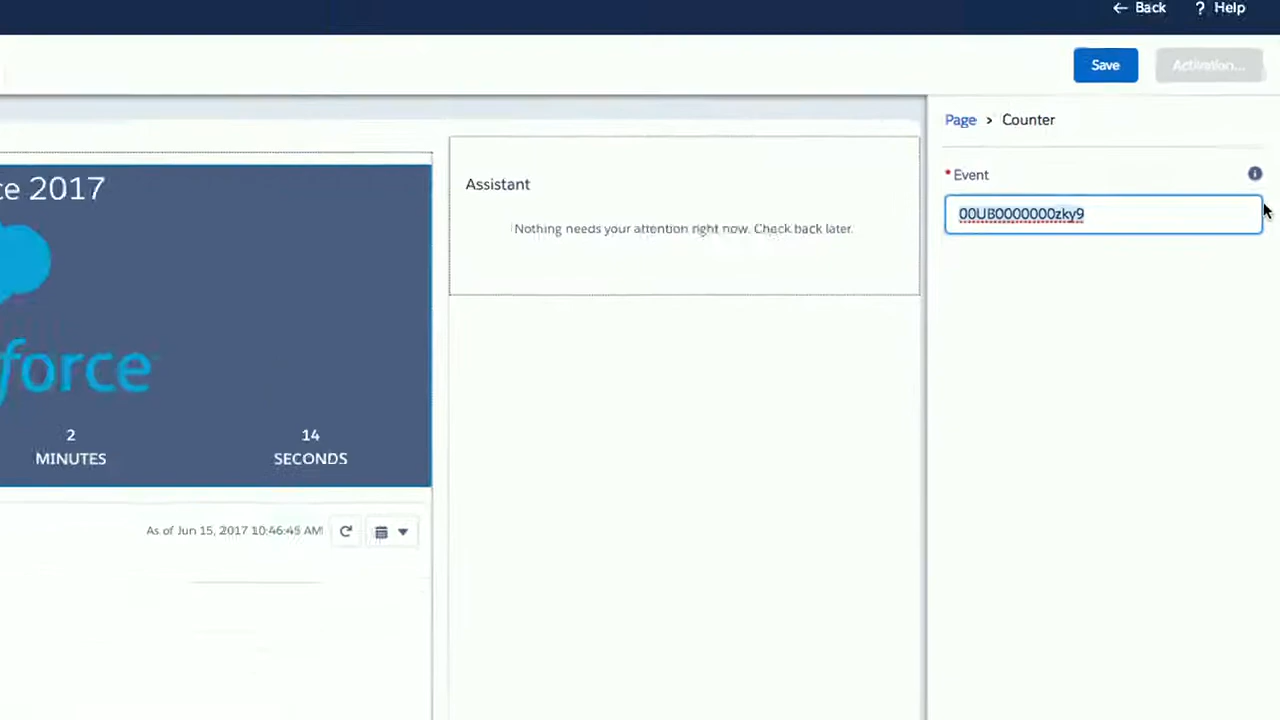 Back
? Help
Save
Activation...
Page > Counter
* Event
00UB0000000zky9
ce 2017
force
2
MINUTES
14
SECONDS
Assistant
Nothing needs your attention right now. Check back later.
As of Jun 15, 2017 10:46:45 AM